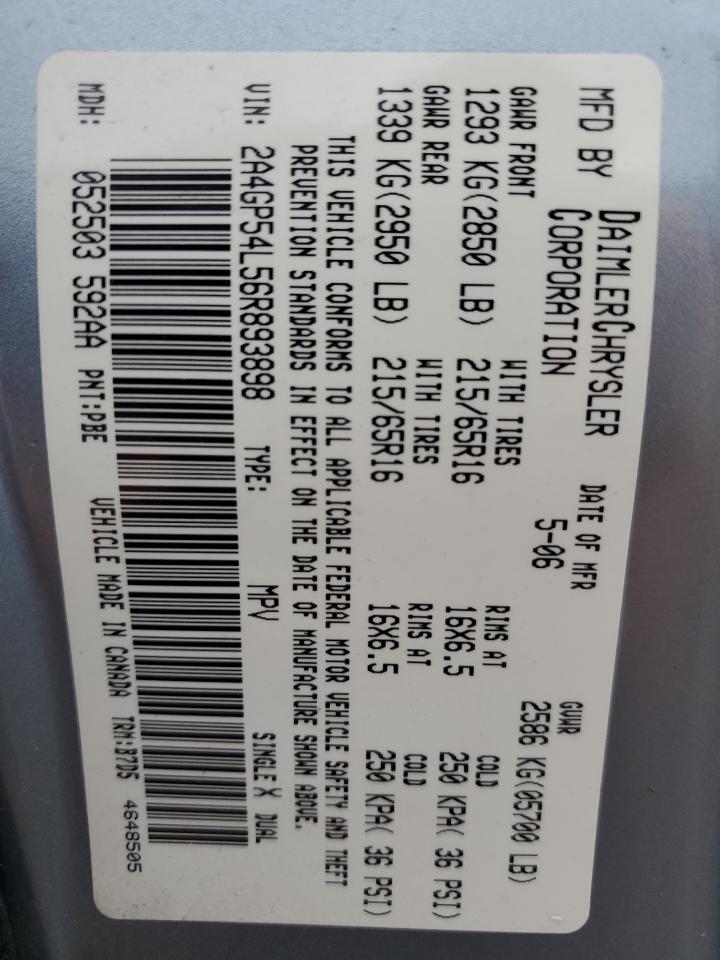 MFD BY DAIMLERCHRYSLER CORPORATION
DATE OF MFR 5-06
GVWR 2586 KG(05700 LB)
GAWR FRONT WITH TIRES RIMS AT COLD
1293 KG(2850 LB) 215/65R16 16X6.5 250 KPA( 36 PSI)
GAWR REAR WITH TIRES RIMS AT COLD
1339 KG(2950 LB) 215/65R16 16X6.5 250 KPA( 36 PSI)
THIS VEHICLE CONFORMS TO ALL APPLICABLE FEDERAL MOTOR VEHICLE SAFETY AND THEFT
PREVENTION STANDARDS IN EFFECT ON THE DATE OF MANUFACTURE SHOWN ABOVE.
VIN: 2A4GP54L56R893898 TYPE: MPV SINGLE X DUAL
MDH: 052503 592AA PNT:PBE VEHICLE MADE IN CANADA TRM:B7D5 4648505